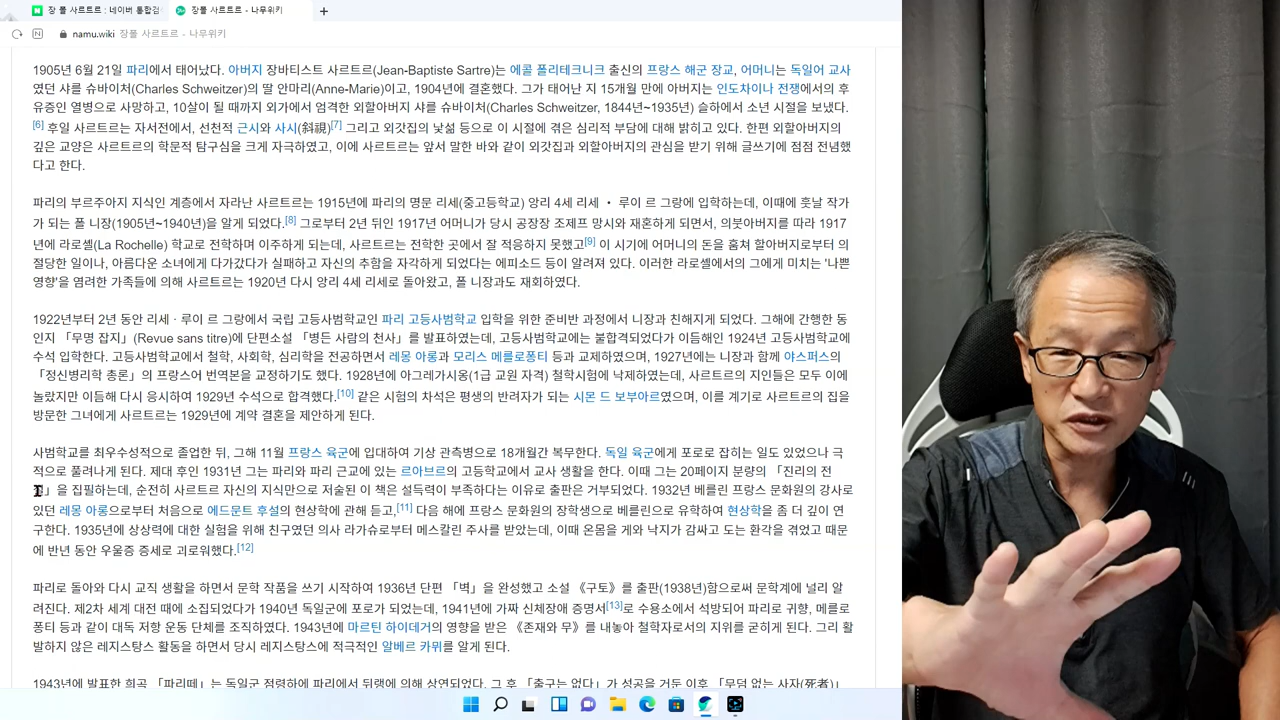 장 폴 사르트르 : 네이버 통합검
장폴 사르트르 - 나무위키
namu.wiki 장폴 사르트르 - 나무위키
1905년 6월 21일 파리에서 태어났다. 아버지 장바티스트 사르트르(Jean-Baptiste Sartre)는 에콜 폴리테크니크 출신의 프랑스 해군 장교, 어머니는 독일어 교사
였던 샤를 슈바이처(Charles Schweitzer)의 딸 안마리(Anne-Marie)이고, 1904년에 결혼했다. 그가 태어난 지 15개월 만에 아버지는 인도차이나 전쟁에서의 후
유증인 열병으로 사망하고, 10살이 될 때까지 외가에서 엄격한 외할아버지 샤를 슈바이처(Charles Schweitzer, 1844년~1935년) 슬하에서 소년 시절을 보냈다.
[6] 후일 사르트르는 자서전에서, 선천적 근시와 사시(斜視)[7] 그리고 외갓집의 낯섦 등으로 이 시절에 겪은 심리적 부담에 대해 밝히고 있다. 한편 외할아버지의
깊은 교양은 사르트르의 학문적 탐구심을 크게 자극하였고, 이에 사르트르는 앞서 말한 바와 같이 외갓집과 외할아버지의 관심을 받기 위해 글쓰기에 점점 전념했
다고 한다.
파리의 부르주아지 지식인 계층에서 자라난 사르트르는 1915년에 파리의 명문 리세(중고등학교) 앙리 4세 리세 • 루이 르 그랑에 입학하는데, 이때에 훗날 작가
가 되는 폴 니장(1905년~1940년)을 알게 되었다.[8] 그로부터 2년 뒤인 1917년 어머니가 당시 공장장 조제프 망시와 재혼하게 되면서, 의붓아버지를 따라 1917
년에 라로셸(La Rochelle) 학교로 전학하며 이주하게 되는데, 사르트르는 전학한 곳에서 잘 적응하지 못했고[9] 이 시기에 어머니의 돈을 훔쳐 할아버지로부터 의
절당한 일이나, 아름다운 소녀에게 다가갔다가 실패하고 자신의 추함을 자각하게 되었다는 에피소드 등이 알려져 있다. 이러한 라로셸에서의 그에게 미치는 '나쁜
영향'을 염려한 가족들에 의해 사르트르는 1920년 다시 앙리 4세 리세로 돌아왔고, 폴 니장과도 재회하였다.
1922년부터 2년 동안 리세 · 루이 르 그랑에서 국립 고등사범학교인 파리 고등사범학교 입학을 위한 준비반 과정에서 니장과 친해지게 되었다. 그해에 간행한 동
인지 「무명 잡지」(Revue sans titre)에 단편소설 「병든 사람의 천사」를 발표하였는데, 고등사범학교에는 불합격되었다가 이듬해인 1924년 고등사범학교에
수석 입학한다. 고등사범학교에서 철학, 사회학, 심리학을 전공하면서 레몽 아롱과 모리스 메를로퐁티 등과 교제하였으며, 1927년에는 니장과 함께 야스퍼스의
「정신병리학 총론」의 프랑스어 번역본을 교정하기도 했다. 1928년에 아그레가시옹(1급 교원 자격) 철학시험에 낙제하였는데, 사르트르의 지인들은 모두 이에
놀랐지만 이듬해 다시 응시하여 1929년 수석으로 합격했다.[10] 같은 시험의 차석은 평생의 반려자가 되는 시몬 드 보부아르였으며, 이를 계기로 사르트르의 집을
방문한 그녀에게 사르트르는 1929년에 계약 결혼을 제안하게 된다.
사범학교를 최우수성적으로 졸업한 뒤, 그해 11월 프랑스 육군에 입대하여 기상 관측병으로 18개월간 복무한다. 독일 육군에게 포로로 잡히는 일도 있었으나 극
적으로 풀려나게 된다. 제대 후인 1931년 그는 파리와 파리 근교에 있는 르아브르의 고등학교에서 교사 생활을 한다. 이때 그는 20페이지 분량의 「진리의 전
」을 집필하는데, 순전히 사르트르 자신의 지식만으로 저술된 이 책은 설득력이 부족하다는 이유로 출판은 거부되었다. 1932년 베를린 프랑스 문화원의 강사로
있던 레몽 아롱으로부터 처음으로 에드문트 후설의 현상학에 관해 듣고,[11] 다음 해에 프랑스 문화원의 장학생으로 베를린으로 유학하여 현상학을 좀 더 깊이 연
구한다. 1935년에 상상력에 대한 실험을 위해 친구였던 의사 라가슈로부터 메스칼린 주사를 받았는데, 이때 온몸을 게와 낙지가 감싸고 도는 환각을 겪었고 때문
에 반년 동안 우울증 증세로 괴로워했다.[12]
파리로 돌아와 다시 교직 생활을 하면서 문학 작품을 쓰기 시작하여 1936년 단편 「벽」을 완성했고 소설 《구토》를 출판(1938년)함으로써 문학계에 널리 알
려진다. 제2차 세계 대전 때에 소집되었다가 1940년 독일군에 포로가 되었는데, 1941년에 가짜 신체장애 증명서[13]로 수용소에서 석방되어 파리로 귀향, 메를로
퐁티 등과 같이 대독 저항 운동 단체를 조직하였다. 1943년에 마르틴 하이데거의 영향을 받은 《존재와 무》를 내놓아 철학자로서의 지위를 굳히게 된다. 그리 활
발하지 않은 레지스탕스 활동을 하면서 당시 레지스탕스에 적극적인 알베르 카뮈를 알게 된다.
1943년에 발표한 희곡 「파리떼」는 독일군 점령하에 파리에서 뒤랭에 의해 상연되었다. 그 후 「출구는 없다」가 성공을 거둔 이후 「무덤 없는 사자(死者)」